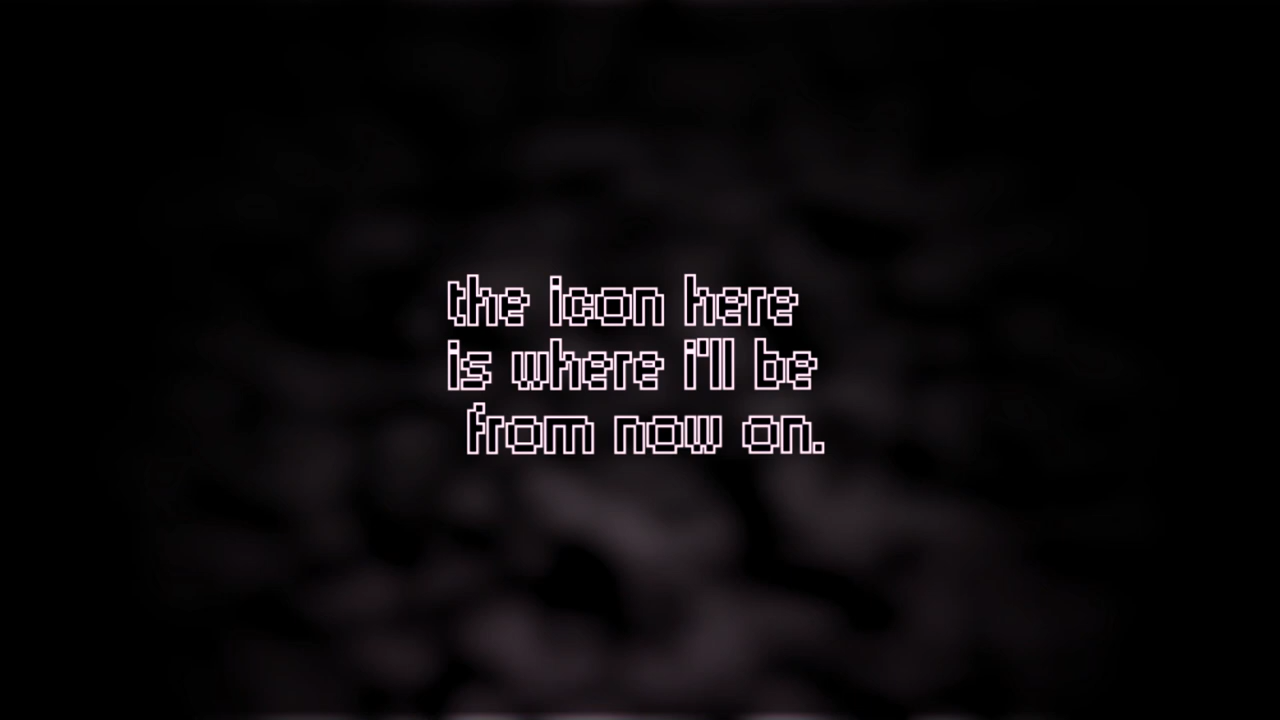 the icon here
is where i'll be
from now on.